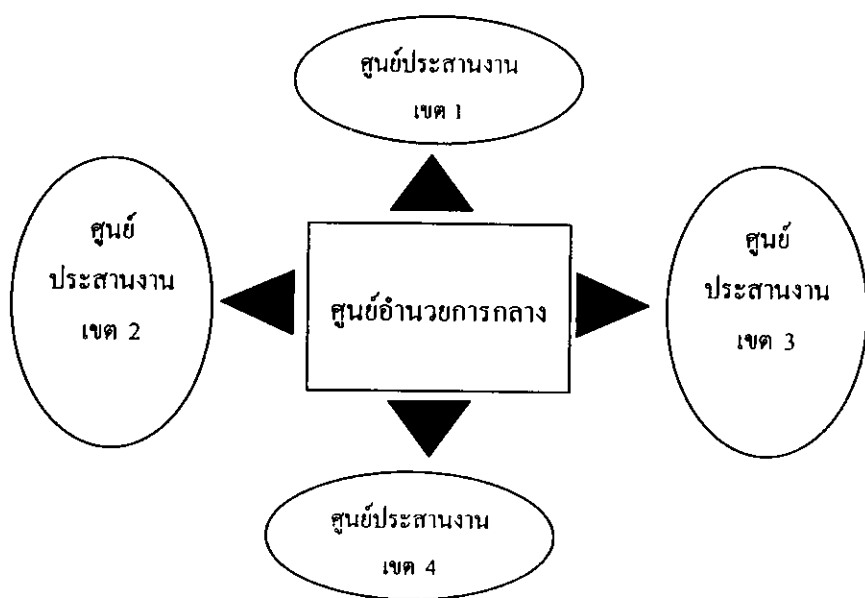 ศูนย์ประสานงาน
เขต 1
ศูนย์
ประสานงาน
เขต 2
ศูนย์อำนวยการกลาง
ศูนย์
ประสานงาน
เขต 3
ศูนย์ประสานงาน
เขต 4